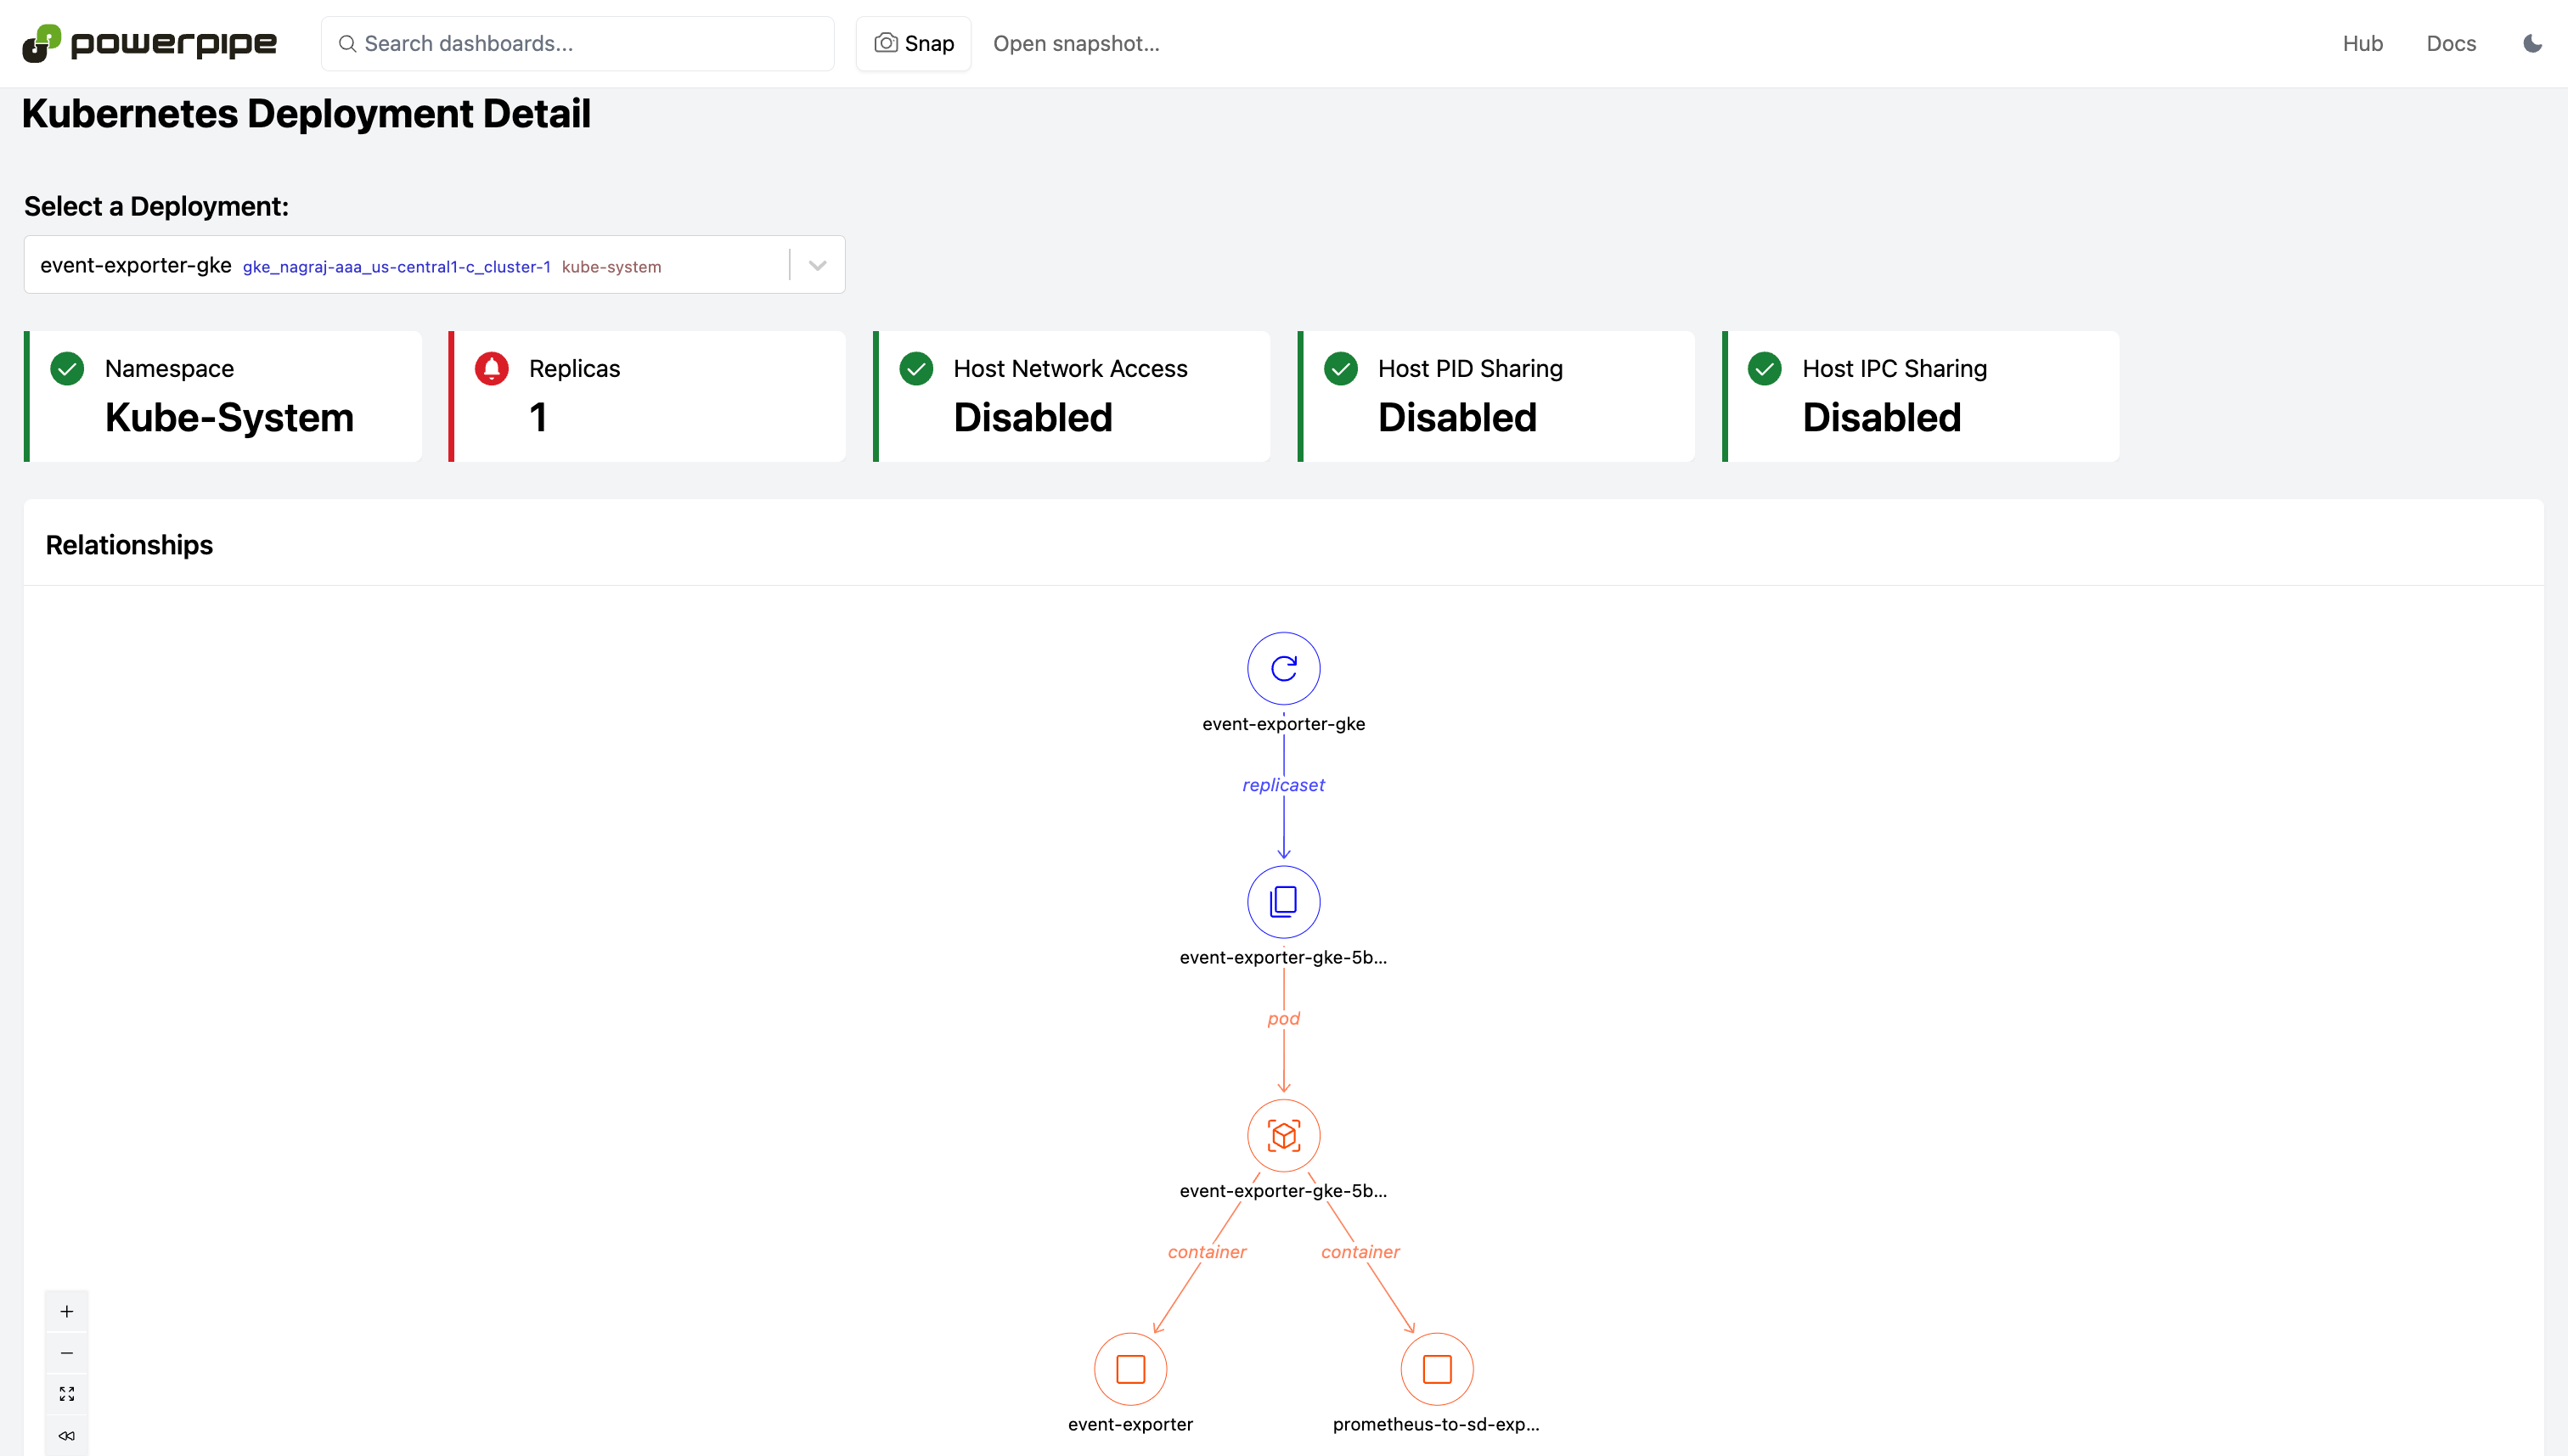 powerpipe Search dashboards... Snap Open snapshot... Hub Docs
Kubernetes Deployment Detail
Select a Deployment:
event-exporter-gke gke_nagraj-aaa_us-central1-c_cluster-1 kube-system
Namespace
Kube-System
Replicas
1
Host Network Access
Disabled
Host PID Sharing
Disabled
Host IPC Sharing
Disabled
Relationships
event-exporter-gke
replicaset
event-exporter-gke-5b...
pod
event-exporter-gke-5b...
container container
event-exporter prometheus-to-sd-exp...